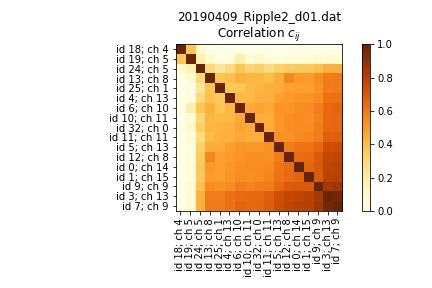 20190409_Ripple2_d01.dat
Correlation c_ij
id 18; ch 4
id 19; ch 5
id 24; ch 5
id 13; ch 8
id 25; ch 1
id 4; ch 13
id 6; ch 10
id 10; ch 11
id 32; ch 0
id 11; ch 11
id 5; ch 13
id 12; ch 8
id 0; ch 14
id 1; ch 15
id 9; ch 9
id 3; ch 13
id 7; ch 9
id 18; ch 4
id 19; ch 5
id 24; ch 5
id 13; ch 8
id 25; ch 1
id 4; ch 13
id 6; ch 10
id 10; ch 11
id 32; ch 0
id 11; ch 11
id 5; ch 13
id 12; ch 8
id 0; ch 14
id 1; ch 15
id 9; ch 9
id 3; ch 13
id 7; ch 9
1.0
0.8
0.6
0.4
0.2
0.0